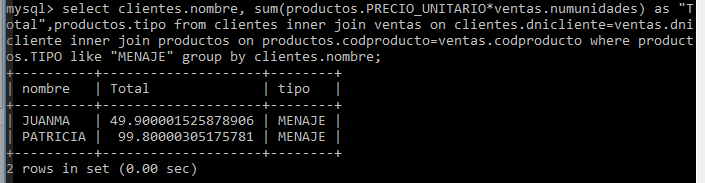 mysql> select clientes.nombre, sum(productos.PRECIO_UNITARIO*ventas.numunidades) as "T
otal",productos.tipo from clientes inner join ventas on clientes.dnicliente=ventas.dni
cliente inner join productos on productos.codproducto=ventas.codproducto where product
os.TIPO like "MENAJE" group by clientes.nombre;
+----------+--------------------+--------+
| nombre   | Total              | tipo   |
+----------+--------------------+--------+
| JUANMA   | 49.900001525878906 | MENAJE |
| PATRICIA |  99.80000305175781 | MENAJE |
+----------+--------------------+--------+
2 rows in set (0.00 sec)